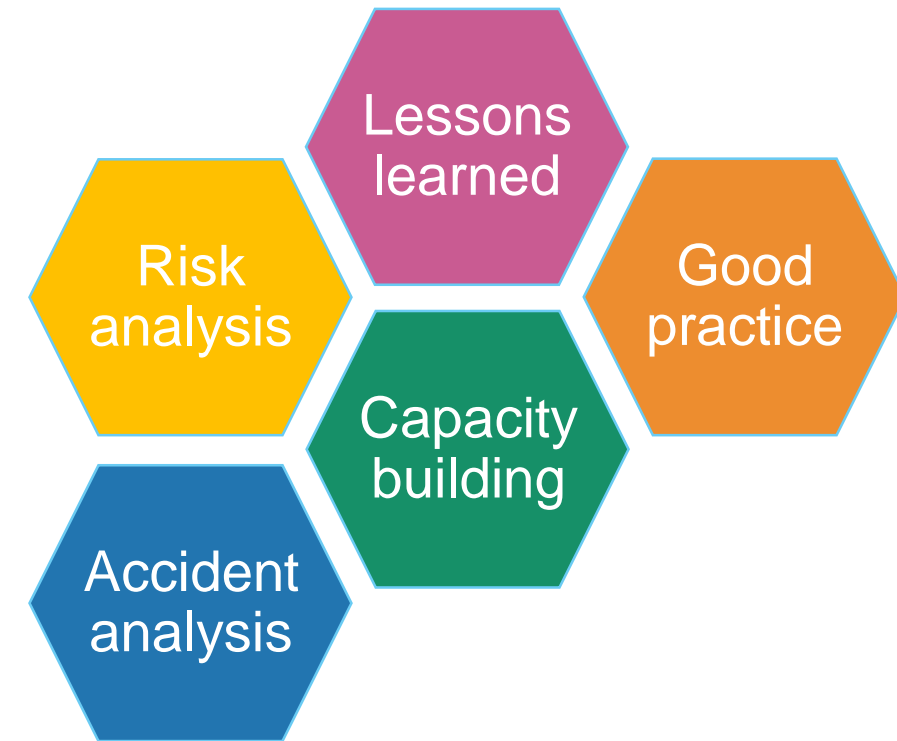 Lessons
learned
Risk
analysis
Good
practice
Capacity
building
Accident
analysis